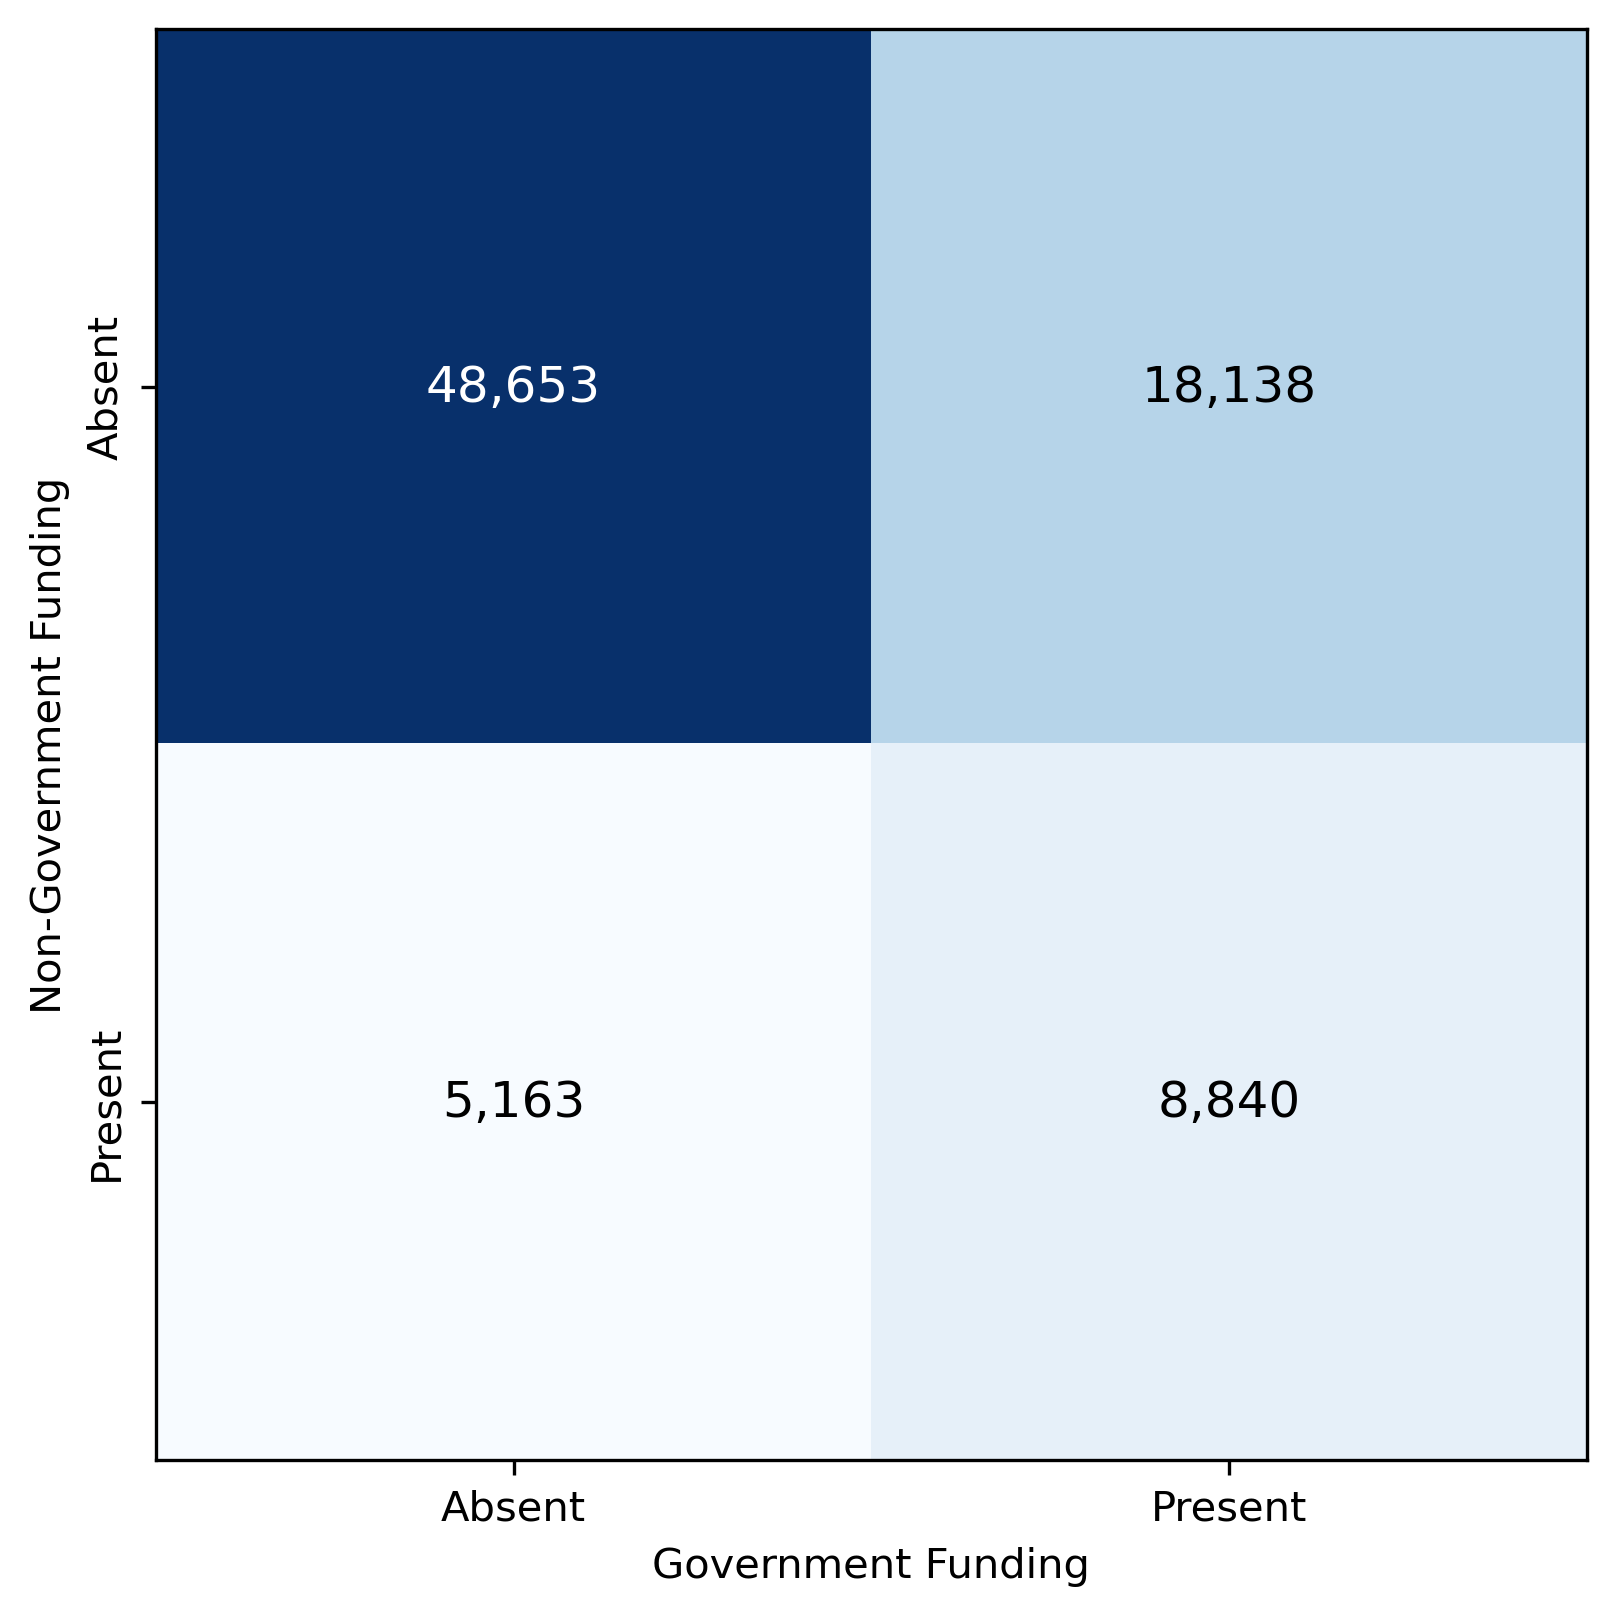 Non-Government Funding
Absent
48,653
18,138
Present
5,163
8,840
Absent
Present
Government Funding